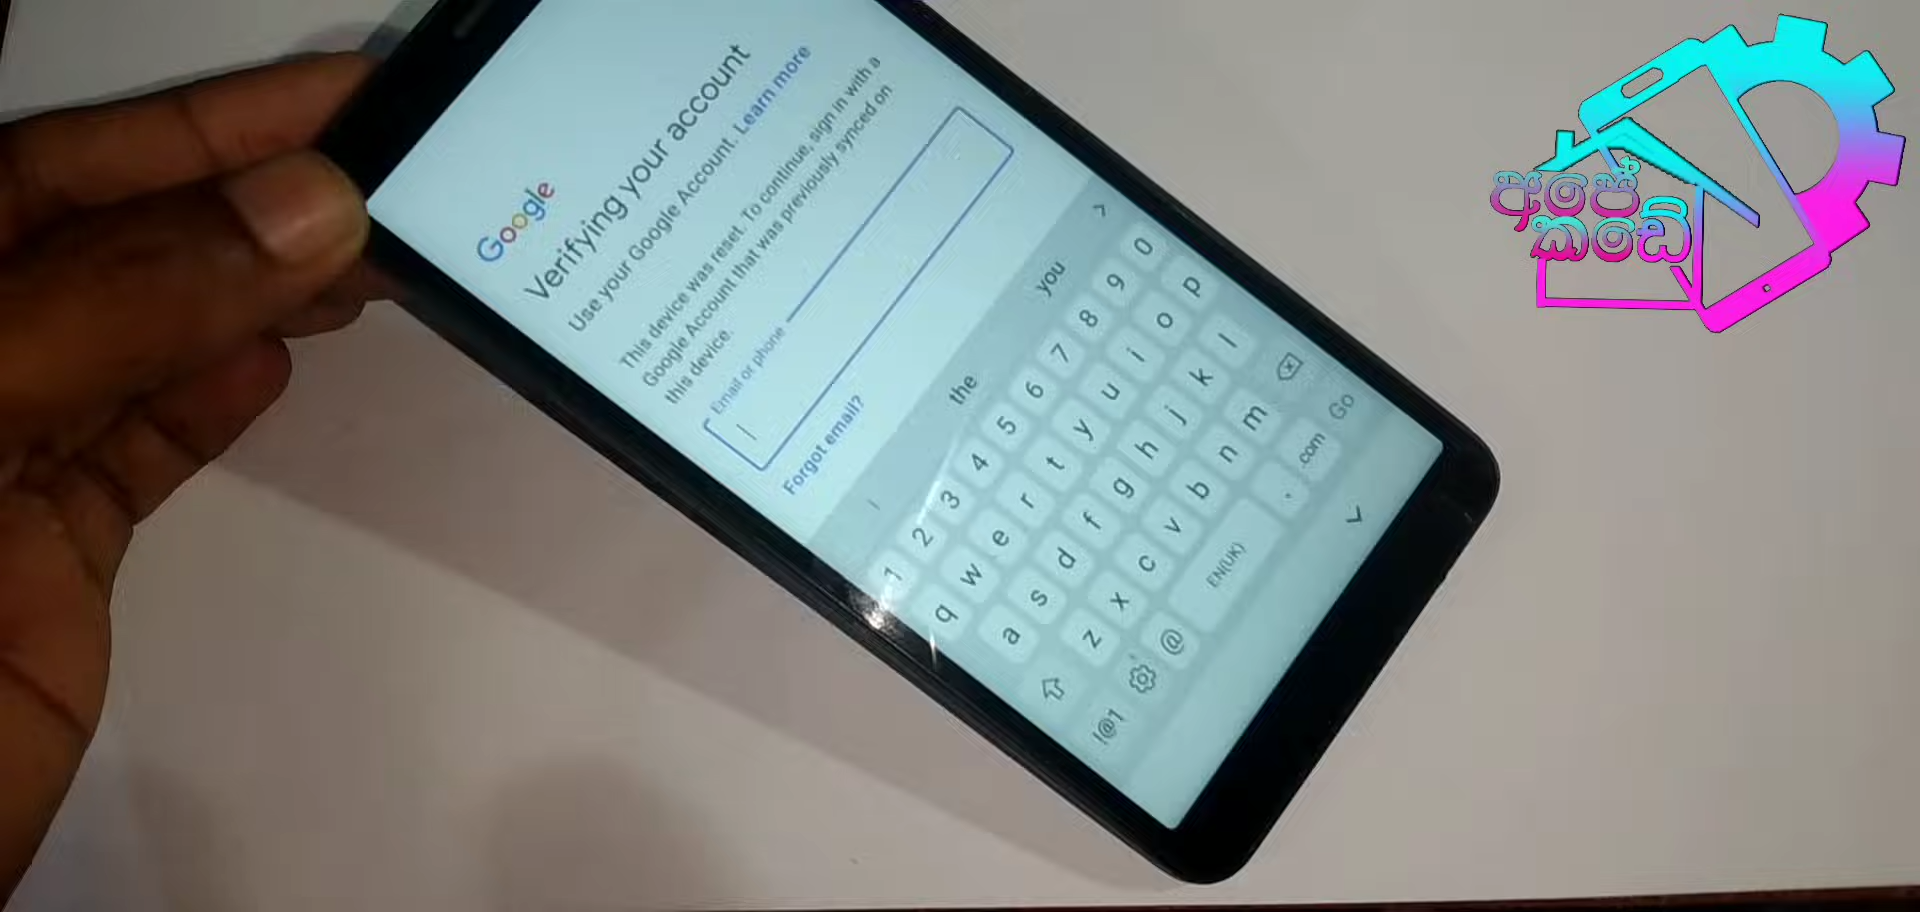 Google
Verifying your account
Use your Google Account. Learn more
This device was reset. To continue, sign in with a
Google Account that was previously synced on
this device.
Email or phone
Forgot email?
I the you
1 2 3 4 5 6 7 8 9 0
q w e r t y u i o p
a s d f g h j k l
z x c v b n m
@ EN(UK) . .com Go
!@1
අපේ
කඩේ